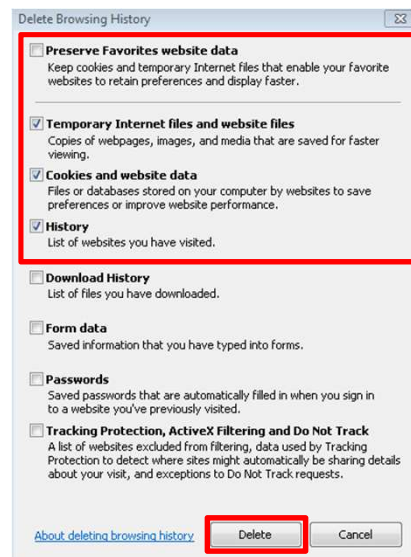 Delete Browsing History
Preserve Favorites website data
Keep cookies and temporary Internet files that enable your favorite
websites to retain preferences and display faster.
Temporary Internet files and website files
Copies of webpages, images, and media that are saved for faster
viewing.
Cookies and website data
Files or databases stored on your computer by websites to save
preferences or improve website performance.
History
List of websites you have visited.
Download History
List of files you have downloaded.
Form data
Saved information that you have typed into forms.
Passwords
Saved passwords that are automatically filled in when you sign in
to a website you've previously visited.
Tracking Protection, ActiveX Filtering and Do Not Track
A list of websites excluded from filtering, data used by Tracking
Protection to detect where sites might automatically be sharing details
about your visit, and exceptions to Do Not Track requests.
About deleting browsing history Delete Cancel